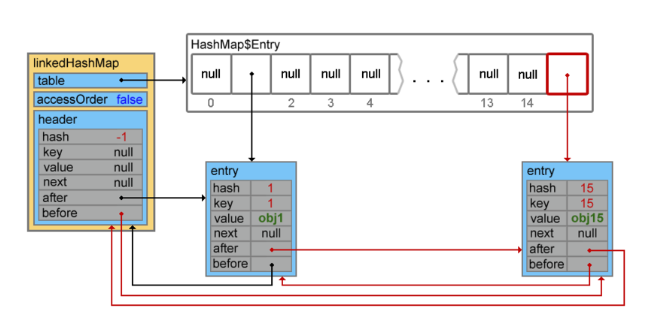 HashMap$Entry
null null null null null null
. . .
0 2 3 4 13 14
linkedHashMap
table
accessOrder false
header
hash -1
key null
value null
next null
after
before
entry
hash 1
key 1
value obj1
next null
after
before
entry
hash 15
key 15
value obj15
next null
after
before